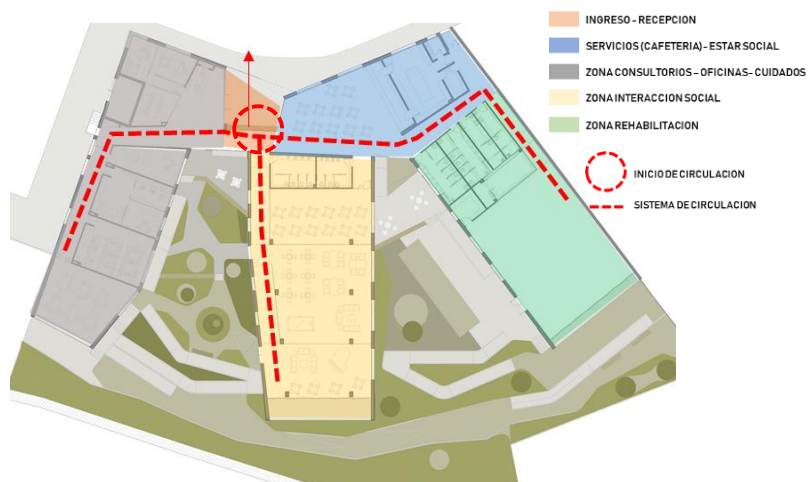 INGRESO - RECEPCION
SERVICIOS (CAFETERIA) - ESTAR SOCIAL
ZONA CONSULTORIOS - OFICINAS- CUIDADOS
ZONA INTERACCION SOCIAL
ZONA REHABILITACION
INICIO DE CIRCULACION
SISTEMA DE CIRCULACION